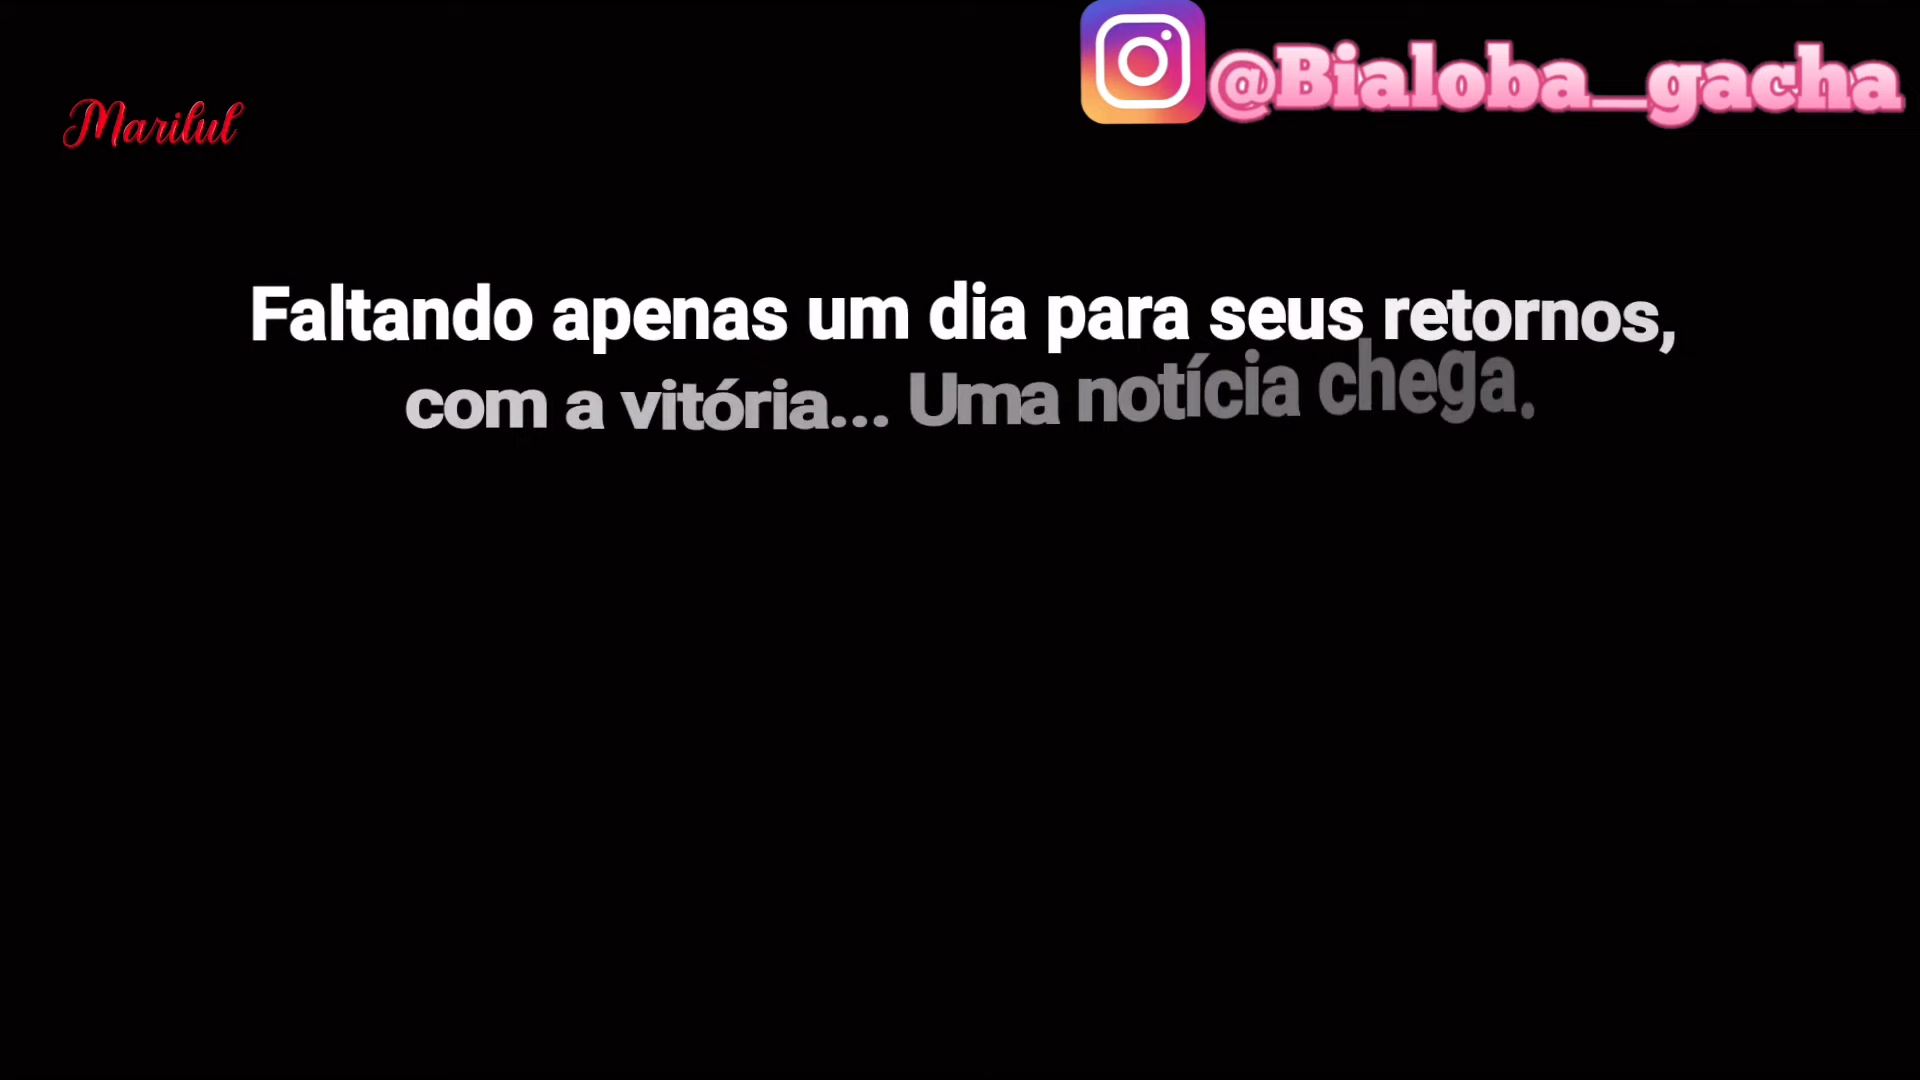 @Bialoba_gacha
Marilul
Faltando apenas um dia para seus retornos,
com a vitória... Uma notícia chega.